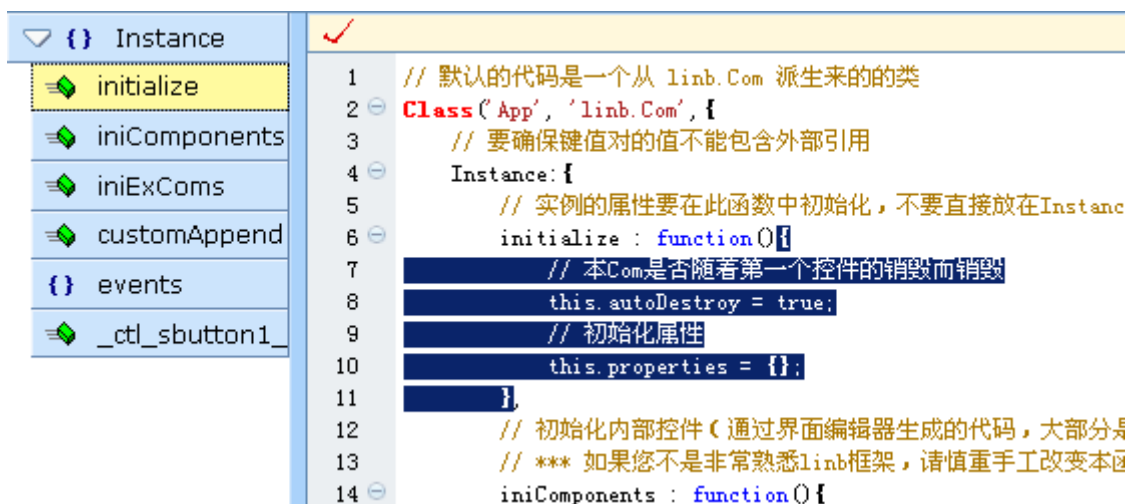 {} Instance
initialize
iniComponents
iniExComs
customAppend
{} events
_ctl_sbutton1_
1 // 默认的代码是一个从 linb.Com 派生来的的类
2 Class('App', 'linb.Com',{
3 // 要确保键值对的值不能包含外部引用
4 Instance:{
5 // 实例的属性要在此函数中初始化，不要直接放在Instanc
6 initialize : function(){
7 // 本Com是否随着第一个控件的销毁而销毁
8 this.autoDestroy = true;
9 // 初始化属性
10 this.properties = {};
11 },
12 // 初始化内部控件（通过界面编辑器生成的代码，大部分是
13 // *** 如果您不是非常熟悉linb框架，请慎重手工改变本函
14 iniComponents : function(){